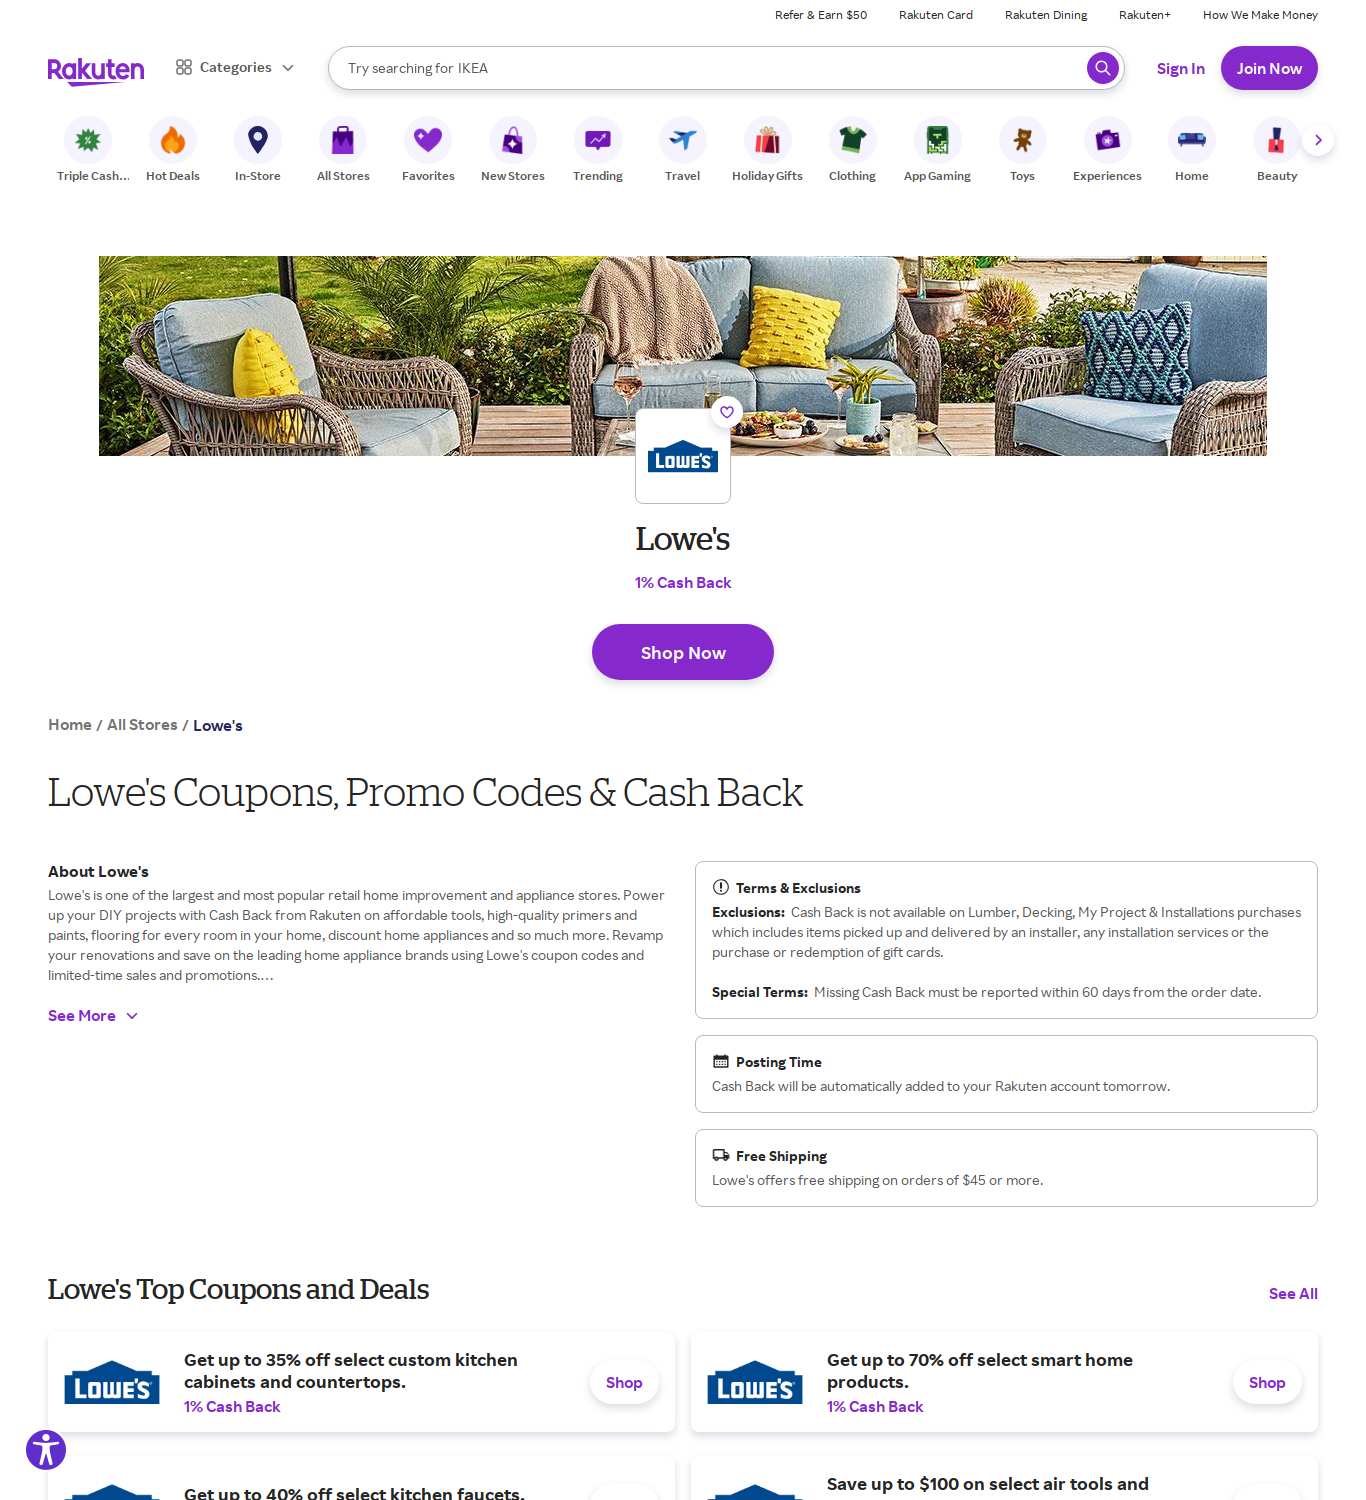 Refer & Earn $50
Rakuten Card
Rakuten Dining
Rakuten+
How We Make Money
Rakuten
Categories
Try searching for IKEA
Sign In
Join Now
Triple Cash...
Hot Deals
In-Store
All Stores
Favorites
New Stores
Trending
Travel
Holiday Gifts
Clothing
App Gaming
Toys
Experiences
Home
Beauty
LOWE'S
Lowe's
1% Cash Back
Shop Now
Home / All Stores / Lowe's
Lowe's Coupons, Promo Codes & Cash Back
About Lowe's
Lowe's is one of the largest and most popular retail home improvement and appliance stores. Power
up your DIY projects with Cash Back from Rakuten on affordable tools, high-quality primers and
paints, flooring for every room in your home, discount home appliances and so much more. Revamp
your renovations and save on the leading home appliance brands using Lowe's coupon codes and
limited-time sales and promotions....
See More
Terms & Exclusions
Exclusions: Cash Back is not available on Lumber, Decking, My Project & Installations purchases
which includes items picked up and delivered by an installer, any installation services or the
purchase or redemption of gift cards.
Special Terms: Missing Cash Back must be reported within 60 days from the order date.
Posting Time
Cash Back will be automatically added to your Rakuten account tomorrow.
Free Shipping
Lowe's offers free shipping on orders of $45 or more.
Lowe's Top Coupons and Deals
See All
LOWE'S
Get up to 35% off select custom kitchen
cabinets and countertops.
1% Cash Back
Shop
LOWE'S
Get up to 70% off select smart home
products.
1% Cash Back
Shop
Get up to 40% off select kitchen faucets.
Save up to $100 on select air tools and